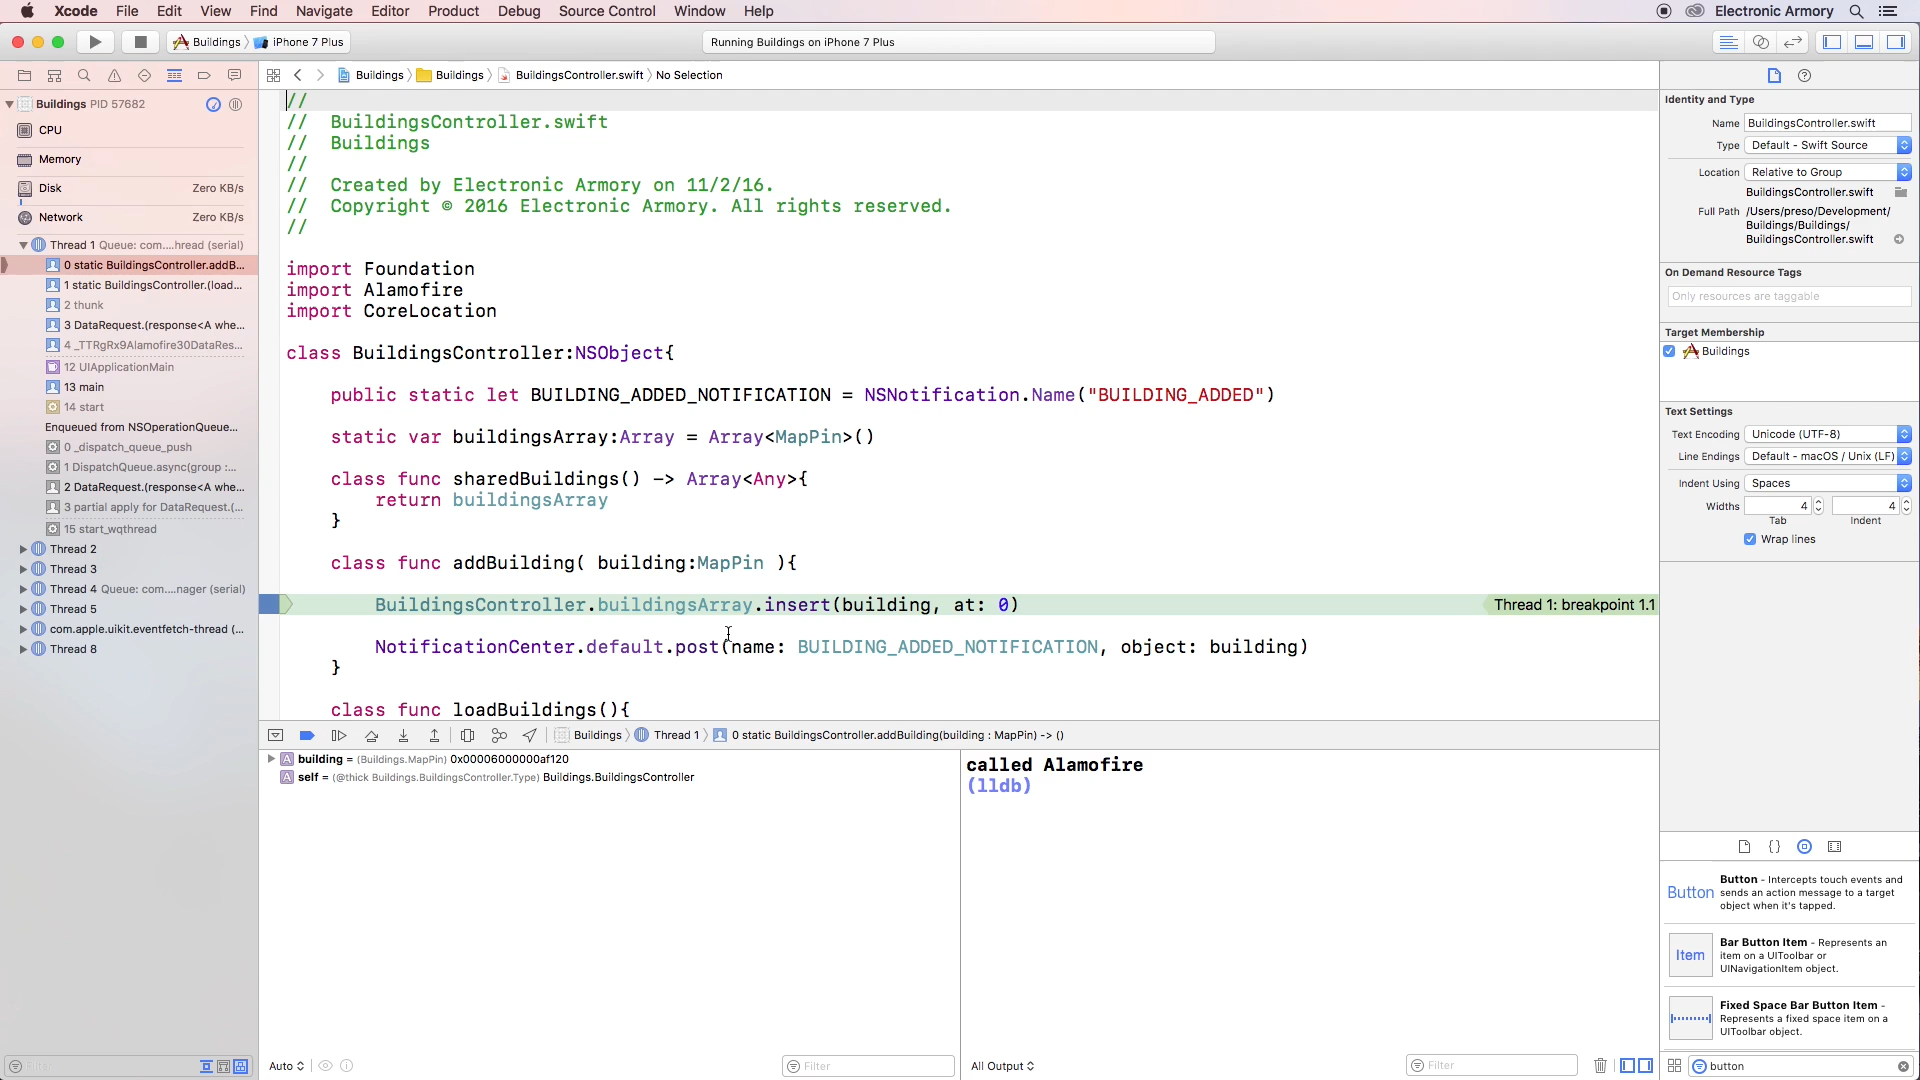 Xcode File Edit View Find Navigate Editor Product Debug Source Control Window Help Electronic Armory
Buildings iPhone 7 Plus Running Buildings on iPhone 7 Plus
Buildings Buildings BuildingsController.swift No Selection
Buildings PID 57682
CPU
Memory
Disk Zero KB/s
Network Zero KB/s
Thread 1 Queue: com....hread (serial)
0 static BuildingsController.addB...
1 static BuildingsController.(load...
2 thunk
3 DataRequest.(response<A whe...
4 _TTRgRx9Alamofire30DataRes...
12 UIApplicationMain
13 main
14 start
Enqueued from NSOperationQueue...
0 _dispatch_queue_push
1 DispatchQueue.async(group :...
2 DataRequest.(response<A whe...
3 partial apply for DataRequest.(...
15 start_wqthread
Thread 2
Thread 3
Thread 4 Queue: com....nager (serial)
Thread 5
com.apple.uikit.eventfetch-thread (...
Thread 8
Filter
//
// BuildingsController.swift
// Buildings
//
// Created by Electronic Armory on 11/2/16.
// Copyright © 2016 Electronic Armory. All rights reserved.
//
import Foundation
import Alamofire
import CoreLocation
class BuildingsController:NSObject{
public static let BUILDING_ADDED_NOTIFICATION = NSNotification.Name("BUILDING_ADDED")
static var buildingsArray:Array = Array<MapPin>()
class func sharedBuildings() -> Array<Any>{
return buildingsArray
}
class func addBuilding( building:MapPin ){
BuildingsController.buildingsArray.insert(building, at: 0) Thread 1: breakpoint 1.1
NotificationCenter.default.post(name: BUILDING_ADDED_NOTIFICATION, object: building)
}
class func loadBuildings(){
Buildings Thread 1 0 static BuildingsController.addBuilding(building : MapPin) -> ()
building = (Buildings.MapPin) 0x00006000000af120
self = (@thick Buildings.BuildingsController.Type) Buildings.BuildingsController
Auto Filter
called Alamofire
(lldb)
All Output Filter
Identity and Type
Name BuildingsController.swift
Type Default - Swift Source
Location Relative to Group
BuildingsController.swift
Full Path /Users/preso/Development/
Buildings/Buildings/
BuildingsController.swift
On Demand Resource Tags
Only resources are taggable
Target Membership
Buildings
Text Settings
Text Encoding Unicode (UTF-8)
Line Endings Default - macOS / Unix (LF)
Indent Using Spaces
Widths 4 4
Tab Indent
Wrap lines
Button Button - Intercepts touch events and
sends an action message to a target
object when it's tapped.
Item Bar Button Item - Represents an
item on a UIToolbar or
UINavigationItem object.
Fixed Space Bar Button Item -
Represents a fixed space item on a
UIToolbar object.
button